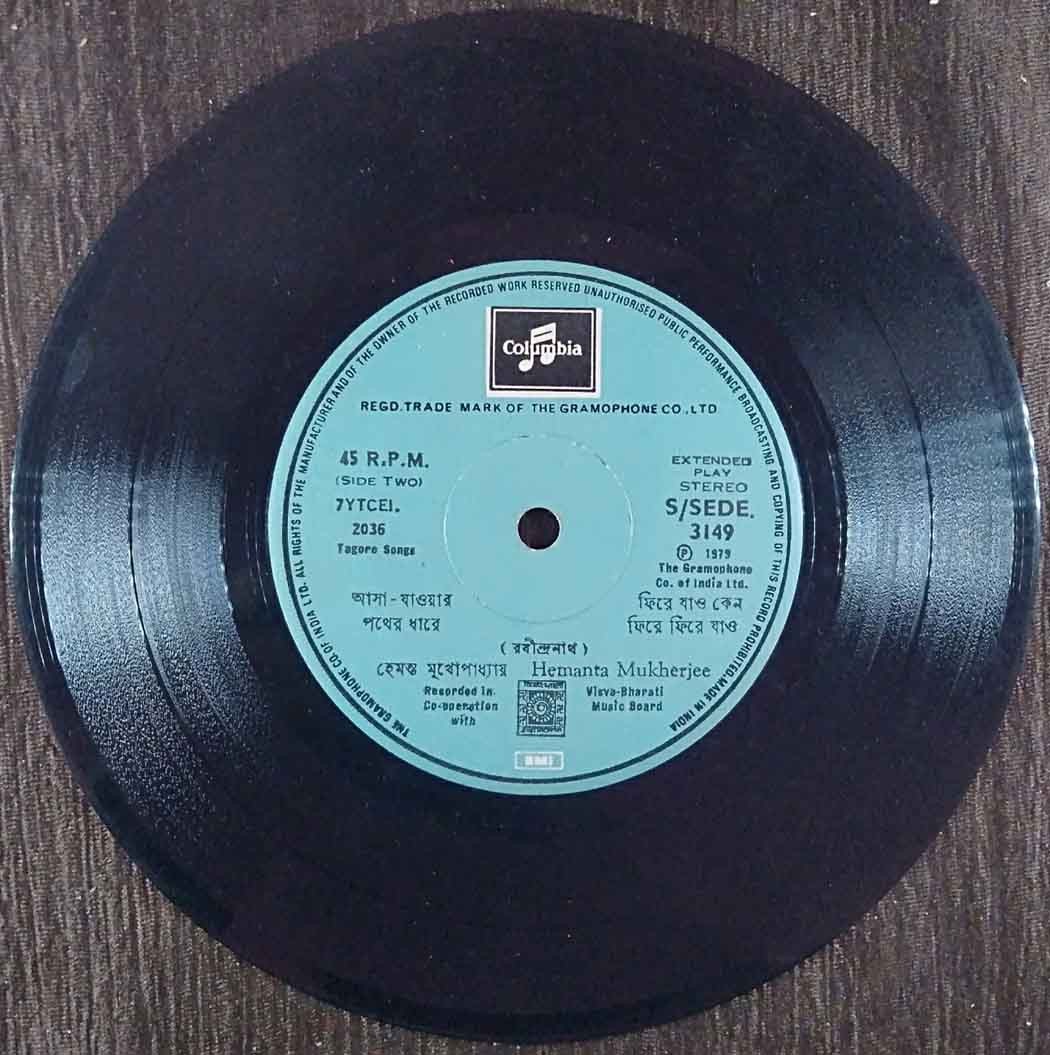 THE GRAMOPHONE CO. OF INDIA LTD. ALL RIGHTS OF THE MANUFACTURER AND OF THE OWNER OF THE RECORDED WORK RESERVED UNAUTHORISED PUBLIC PERFORMANCE BROADCASTING AND COPYING OF THIS RECORD PROHIBITED. MADE IN INDIA
Columbia
REGD. TRADE MARK OF THE GRAMOPHONE CO., LTD
45 R.P.M.
(SIDE TWO)
7YTCEI.
2036
Tagore Songs
EXTENDED
PLAY
STEREO
S/SEDE.
3149
℗ 1979
The Gramophone
Co. of India Ltd.
আসা-যাওয়ার
পথের ধারে
ফিরে যাও কেন
ফিরে ফিরে যাও
(রবীন্দ্রনাথ)
হেমন্ত মুখোপাধ্যায় Hemanta Mukherjee
Recorded in
Co-operation
with
Visva-Bharati
Music Board
EMI